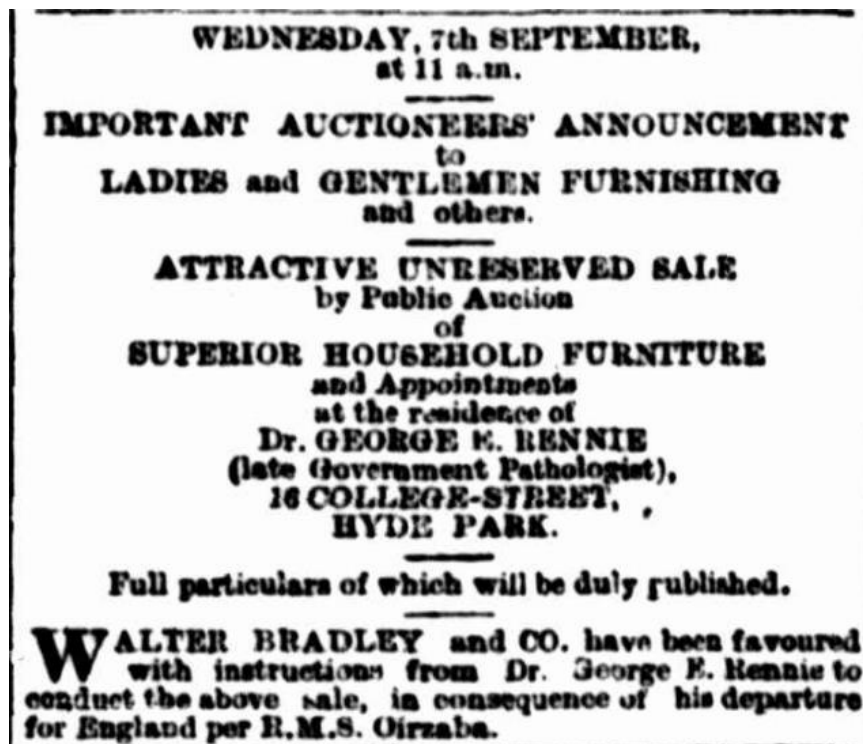 WEDNESDAY, 7th SEPTEMBER,
at 11 a.m.
IMPORTANT AUCTIONEERS' ANNOUNCEMENT
to
LADIES and GENTLEMEN FURNISHING
and others.
ATTRACTIVE UNRESERVED SALE
by Public Auction
of
SUPERIOR HOUSEHOLD FURNITURE
and Appointments
at the residence of
Dr. GEORGE E. RENNIE
(late Government Pathologist),
16 COLLEGE-STREET,
HYDE PARK.
Full particulars of which will be duly published.
WALTER BRADLEY and CO. have been favoured
with instructions from Dr. George E. Rennie to
conduct the above sale, in consequence of his departure
for England per R.M.S. Oirzaba.